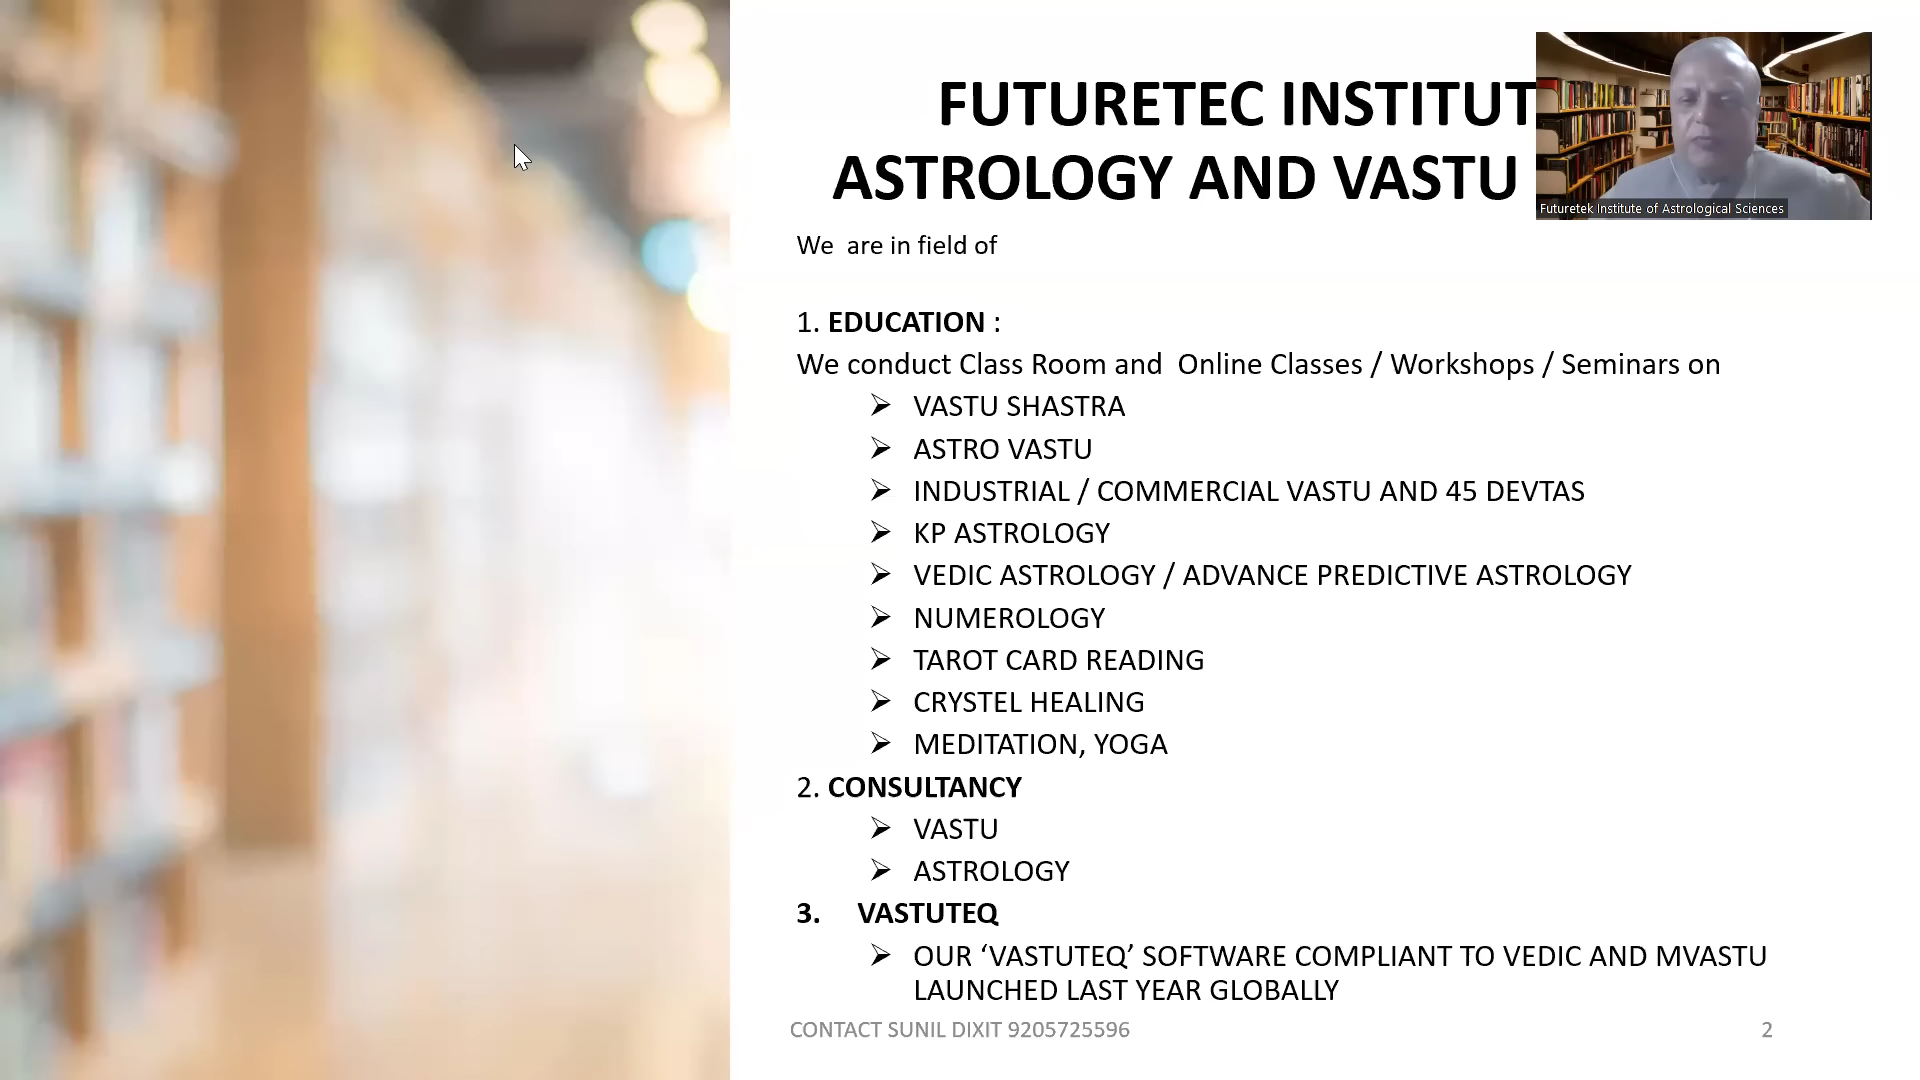 FUTURETEC INSTITUT
ASTROLOGY AND VASTU
Futuretek Institute of Astrological Sciences
We are in field of
1. EDUCATION :
We conduct Class Room and Online Classes / Workshops / Seminars on
➢ VASTU SHASTRA
➢ ASTRO VASTU
➢ INDUSTRIAL / COMMERCIAL VASTU AND 45 DEVTAS
➢ KP ASTROLOGY
➢ VEDIC ASTROLOGY / ADVANCE PREDICTIVE ASTROLOGY
➢ NUMEROLOGY
➢ TAROT CARD READING
➢ CRYSTEL HEALING
➢ MEDITATION, YOGA
2. CONSULTANCY
➢ VASTU
➢ ASTROLOGY
3. VASTUTEQ
➢ OUR ‘VASTUTEQ’ SOFTWARE COMPLIANT TO VEDIC AND MVASTU
LAUNCHED LAST YEAR GLOBALLY
CONTACT SUNIL DIXIT 9205725596
2